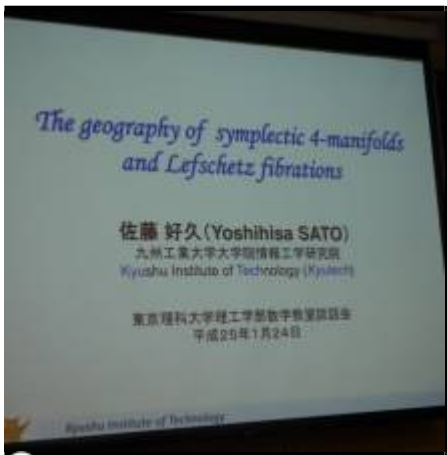 The geography of symplectic 4-manifolds
and Lefschetz fibrations
佐藤 好久(Yoshihisa SATO)
九州工業大学大学院情報工学研究院
Kyushu Institute of Technology (Kyutech)
東京理科大学理工学部数学教室談話会
平成25年1月24日
Kyushu Institute of Technology